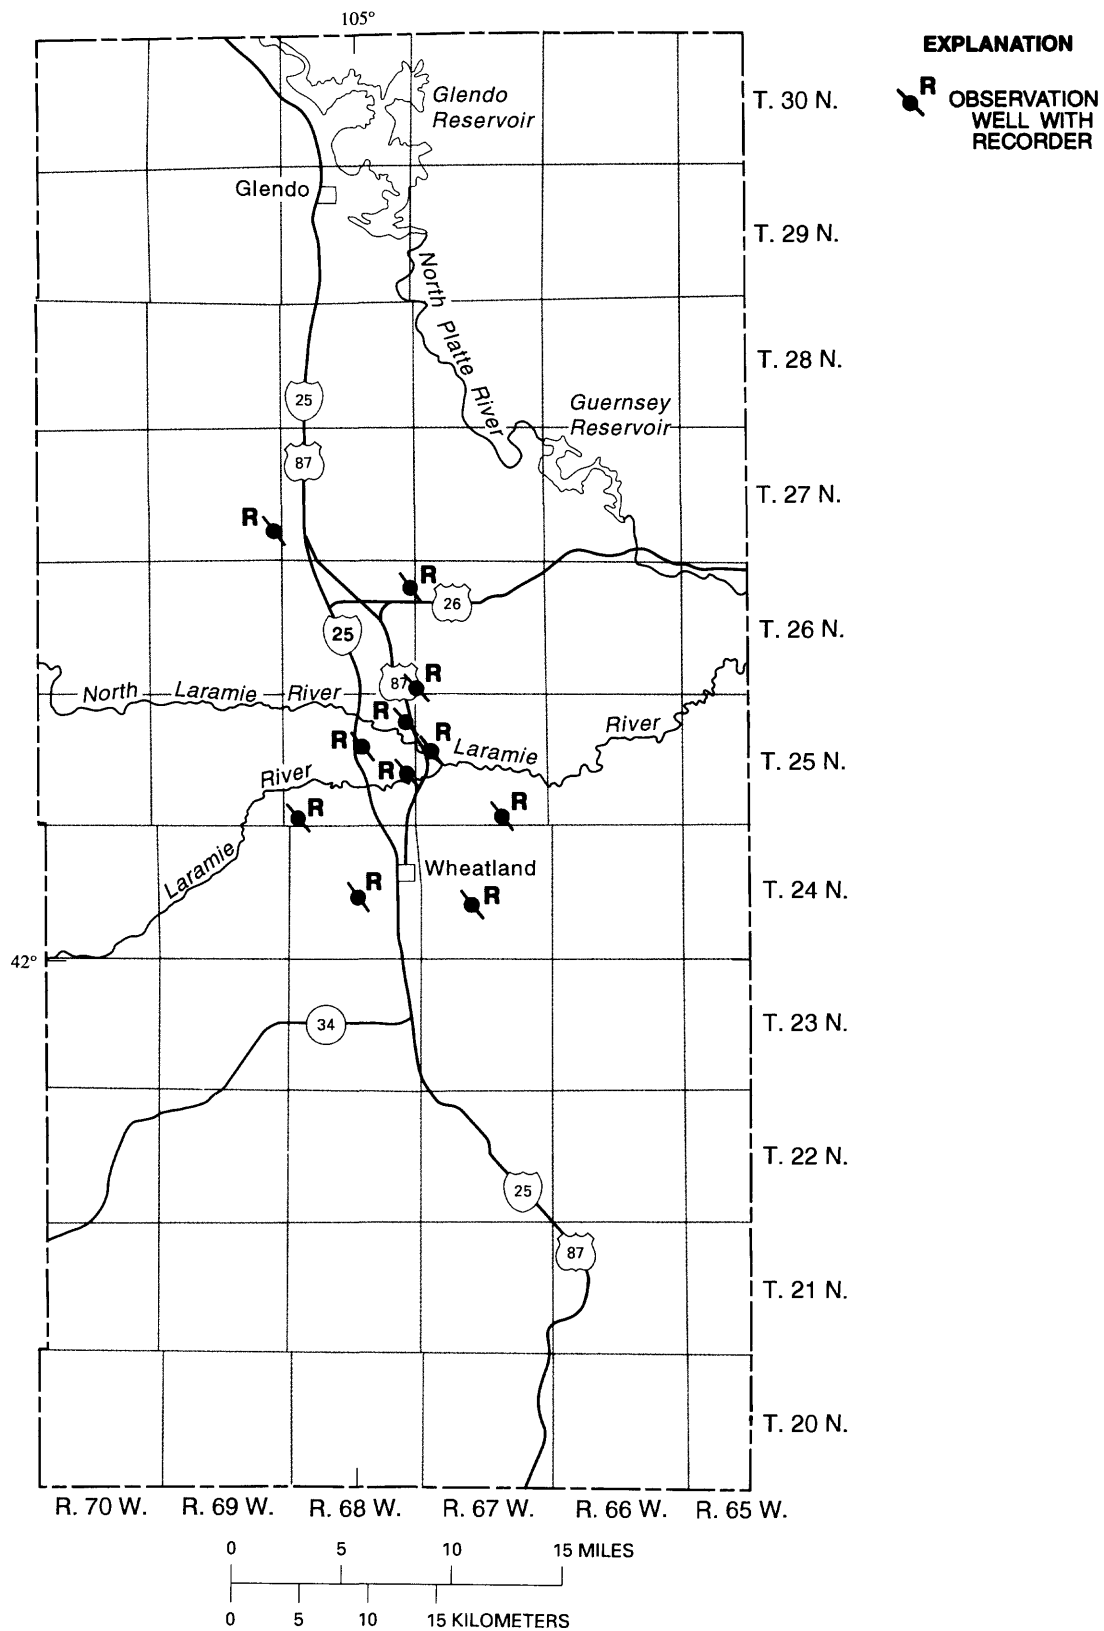 105°
EXPLANATION
R
OBSERVATION
WELL WITH
RECORDER
T. 30 N.
Glendo
Reservoir
Glendo
T. 29 N.
North Platte River
T. 28 N.
25
Guernsey
Reservoir
87
T. 27 N.
R
R
26
25
T. 26 N.
R
87
North Laramie River
R
River
R
R
Laramie
T. 25 N.
R
River
R
R
Laramie
Wheatland
R
R
T. 24 N.
42°
34
T. 23 N.
T. 22 N.
25
87
T. 21 N.
T. 20 N.
R. 70 W. R. 69 W. R. 68 W. R. 67 W. R. 66 W. R. 65 W.
0 5 10 15 MILES
0 5 10 15 KILOMETERS